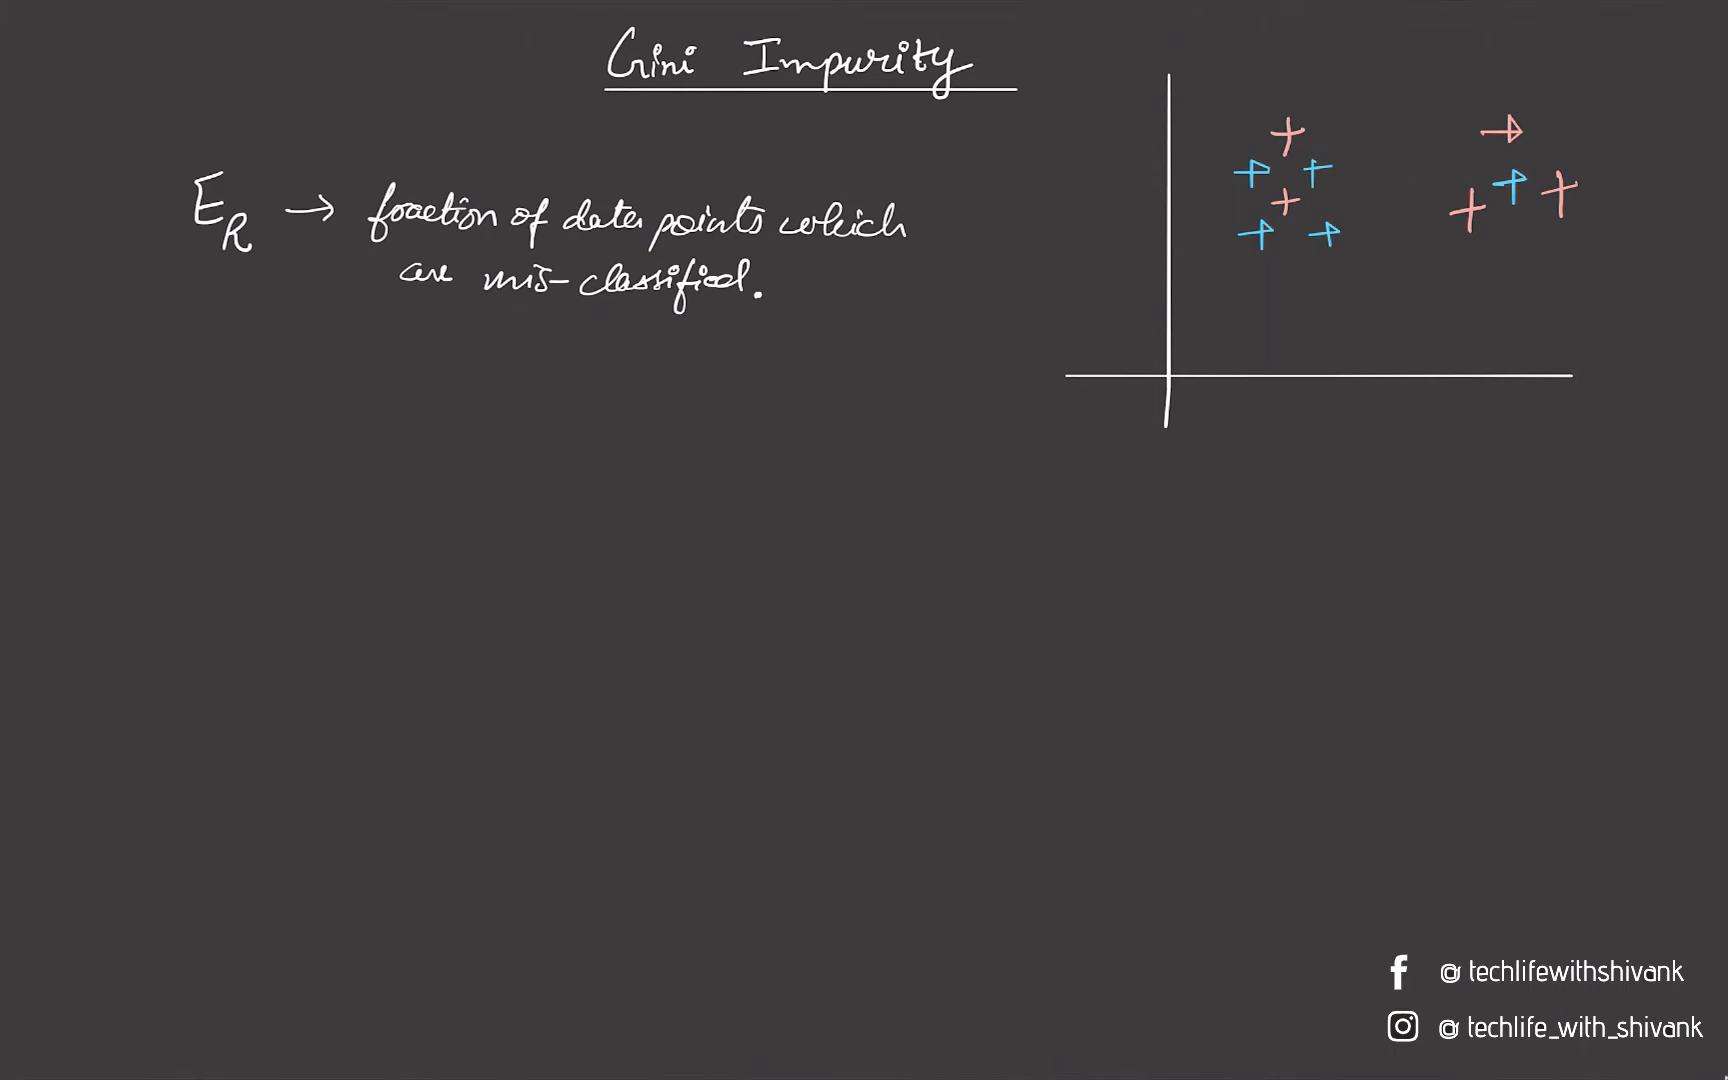 Gini Impurity
E_R → fraction of data points which
are mis-classified.
@ techlifewithshivank
@ techlife_with_shivank